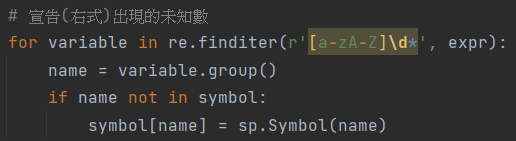 # 宣告(右式)出現的未知數
for variable in re.finditer(r'[a-zA-Z]\d*', expr):
    name = variable.group()
    if name not in symbol:
        symbol[name] = sp.Symbol(name)